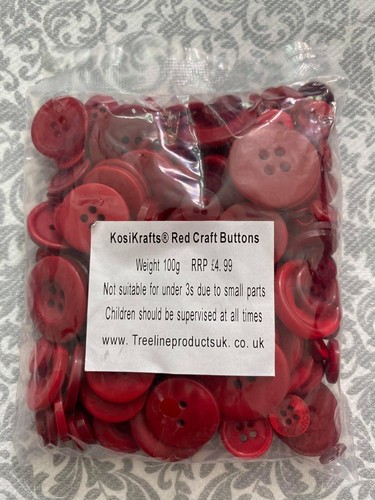 KosiKrafts® Red Craft Buttons
Weight 100g RRP £4.99
Not suitable for under 3s due to small parts
Children should be supervised at all times
www. Treelineproductsuk. co. uk